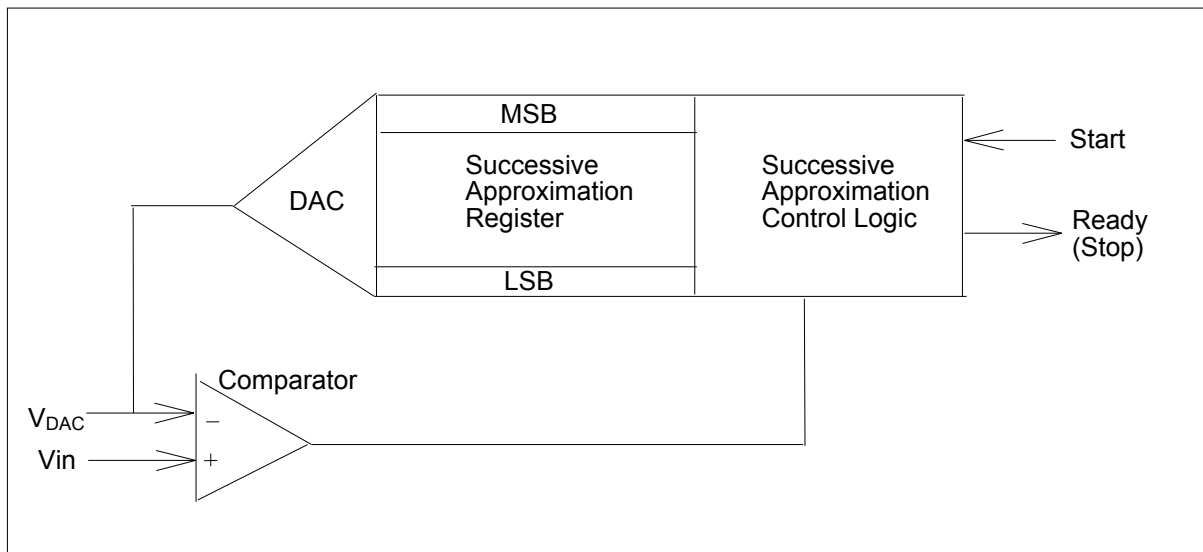 MSB
Successive
Approximation
Register
LSB
DAC
Successive
Approximation
Control Logic
Start
Ready
(Stop)
Comparator
VDAC
Vin
−
+